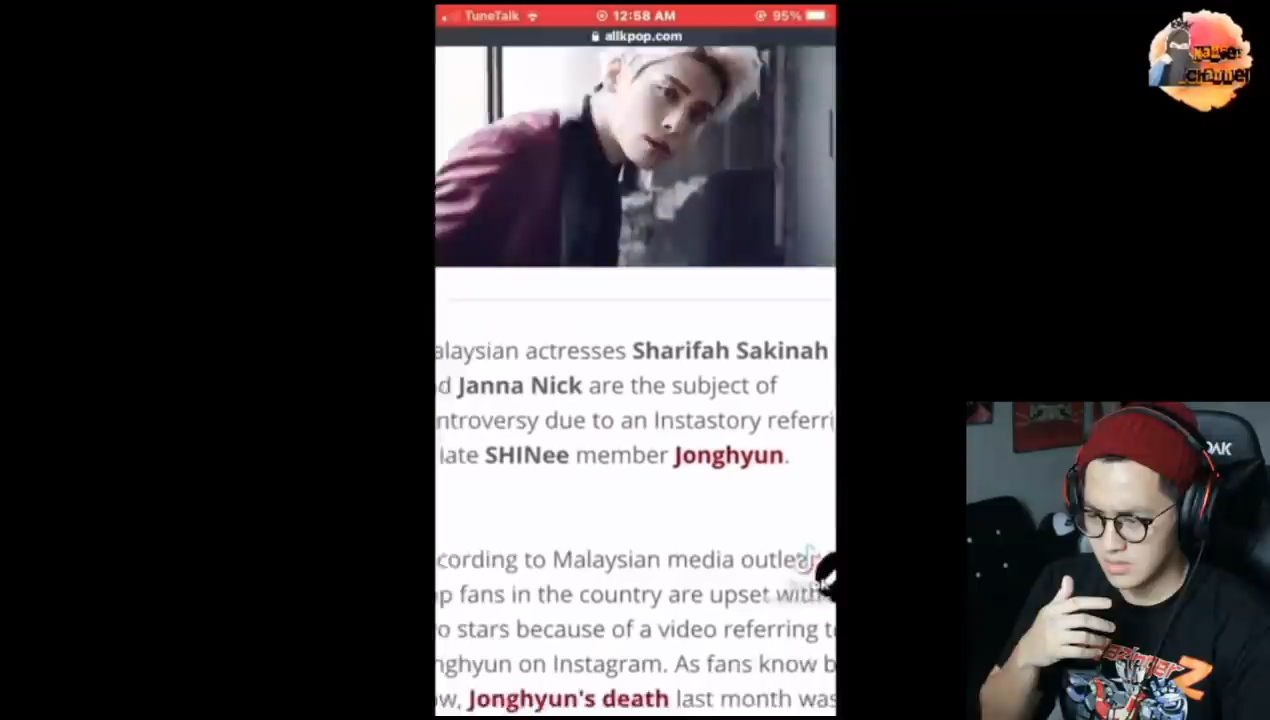 TuneTalk 12:58 AM 95%
allkpop.com
channel
alaysian actresses Sharifah Sakinah
d Janna Nick are the subject of
ntroversy due to an Instastory referri
late SHINee member Jonghyun.
cording to Malaysian media outle
p fans in the country are upset with
o stars because of a video referring t
nghyun on Instagram. As fans know b
w, Jonghyun's death last month was
OAK
Z